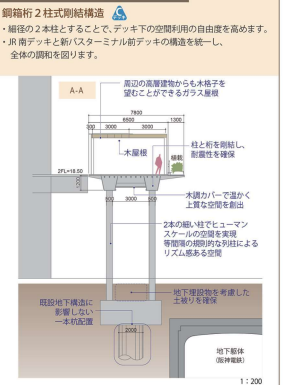 鋼箱桁2柱式剛結構造
・細径の2本柱とすることで、デッキ下の空間利用の自由度を高めます。
・JR 南デッキと新バスターミナル前デッキの構造を統一し、
全体の調和を図ります。
A-A
周辺の高層建物からも木格子を
望むことができるガラス屋根
7800
6500
1300
500
3000
3000
木屋根
柱と桁を剛結し、
耐震性を確保
植栽
2FL=18.50
木調カバーで温かく
上質な空間を創出
3000
2本の細い柱でヒューマン
スケールの空間を実現
等間隔の規則的な列柱による
リズム感ある空間
地下埋設物を考慮した
土被りを確保
既設地下構造に
影響しない
一本杭配置
2000
地下躯体
(阪神電鉄)
1:200